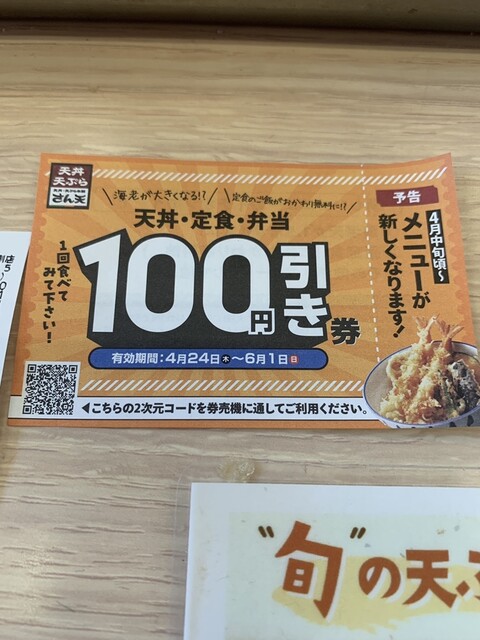 天丼
天ぷら
さん天
海老が大きくなる!?
定食のご飯がおかわり無料に!?
天丼・定食・弁当
100円引き券
有効期間:4月24日木〜6月1日日
1回食べて
みて下さい!
◀こちらの2次元コードを券売機に通してご利用ください。
予告
4月中旬頃〜
メニューが
新しくなります!
"旬"の天ぷ